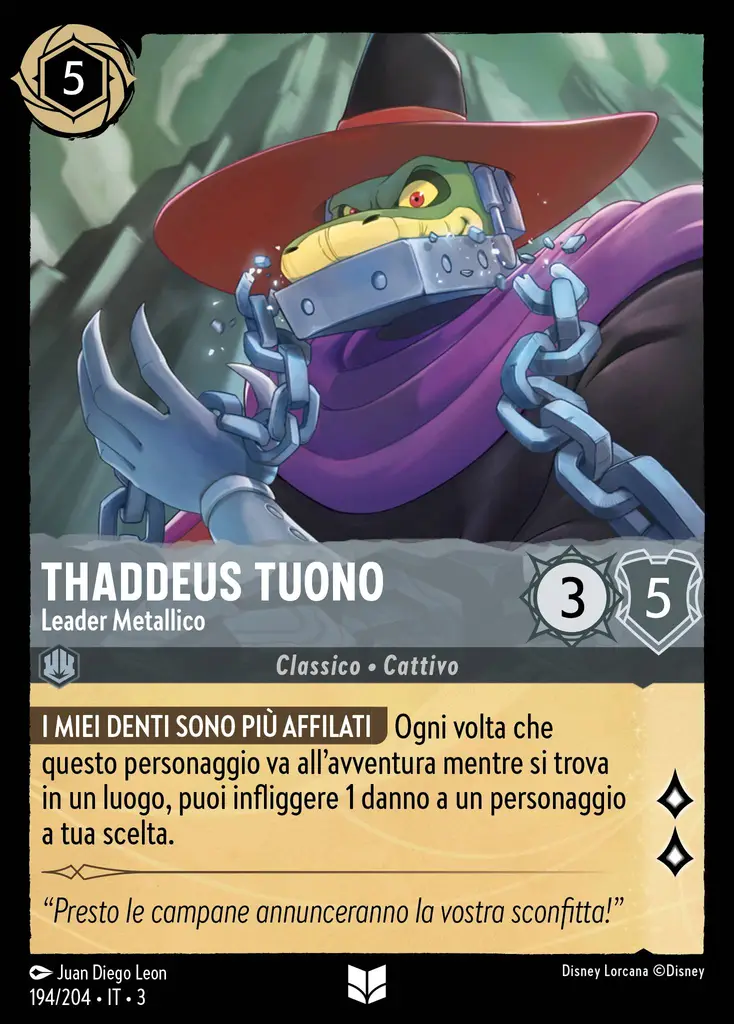 5
THADDEUS TUONO
Leader Metallico
3
5
Classico • Cattivo
I MIEI DENTI SONO PIÙ AFFILATI Ogni volta che
questo personaggio va all’avventura mentre si trova
in un luogo, puoi infliggere 1 danno a un personaggio
a tua scelta.
“Presto le campane annunceranno la vostra sconfitta!”
Juan Diego Leon
Disney Lorcana ©Disney
194/204 • IT • 3